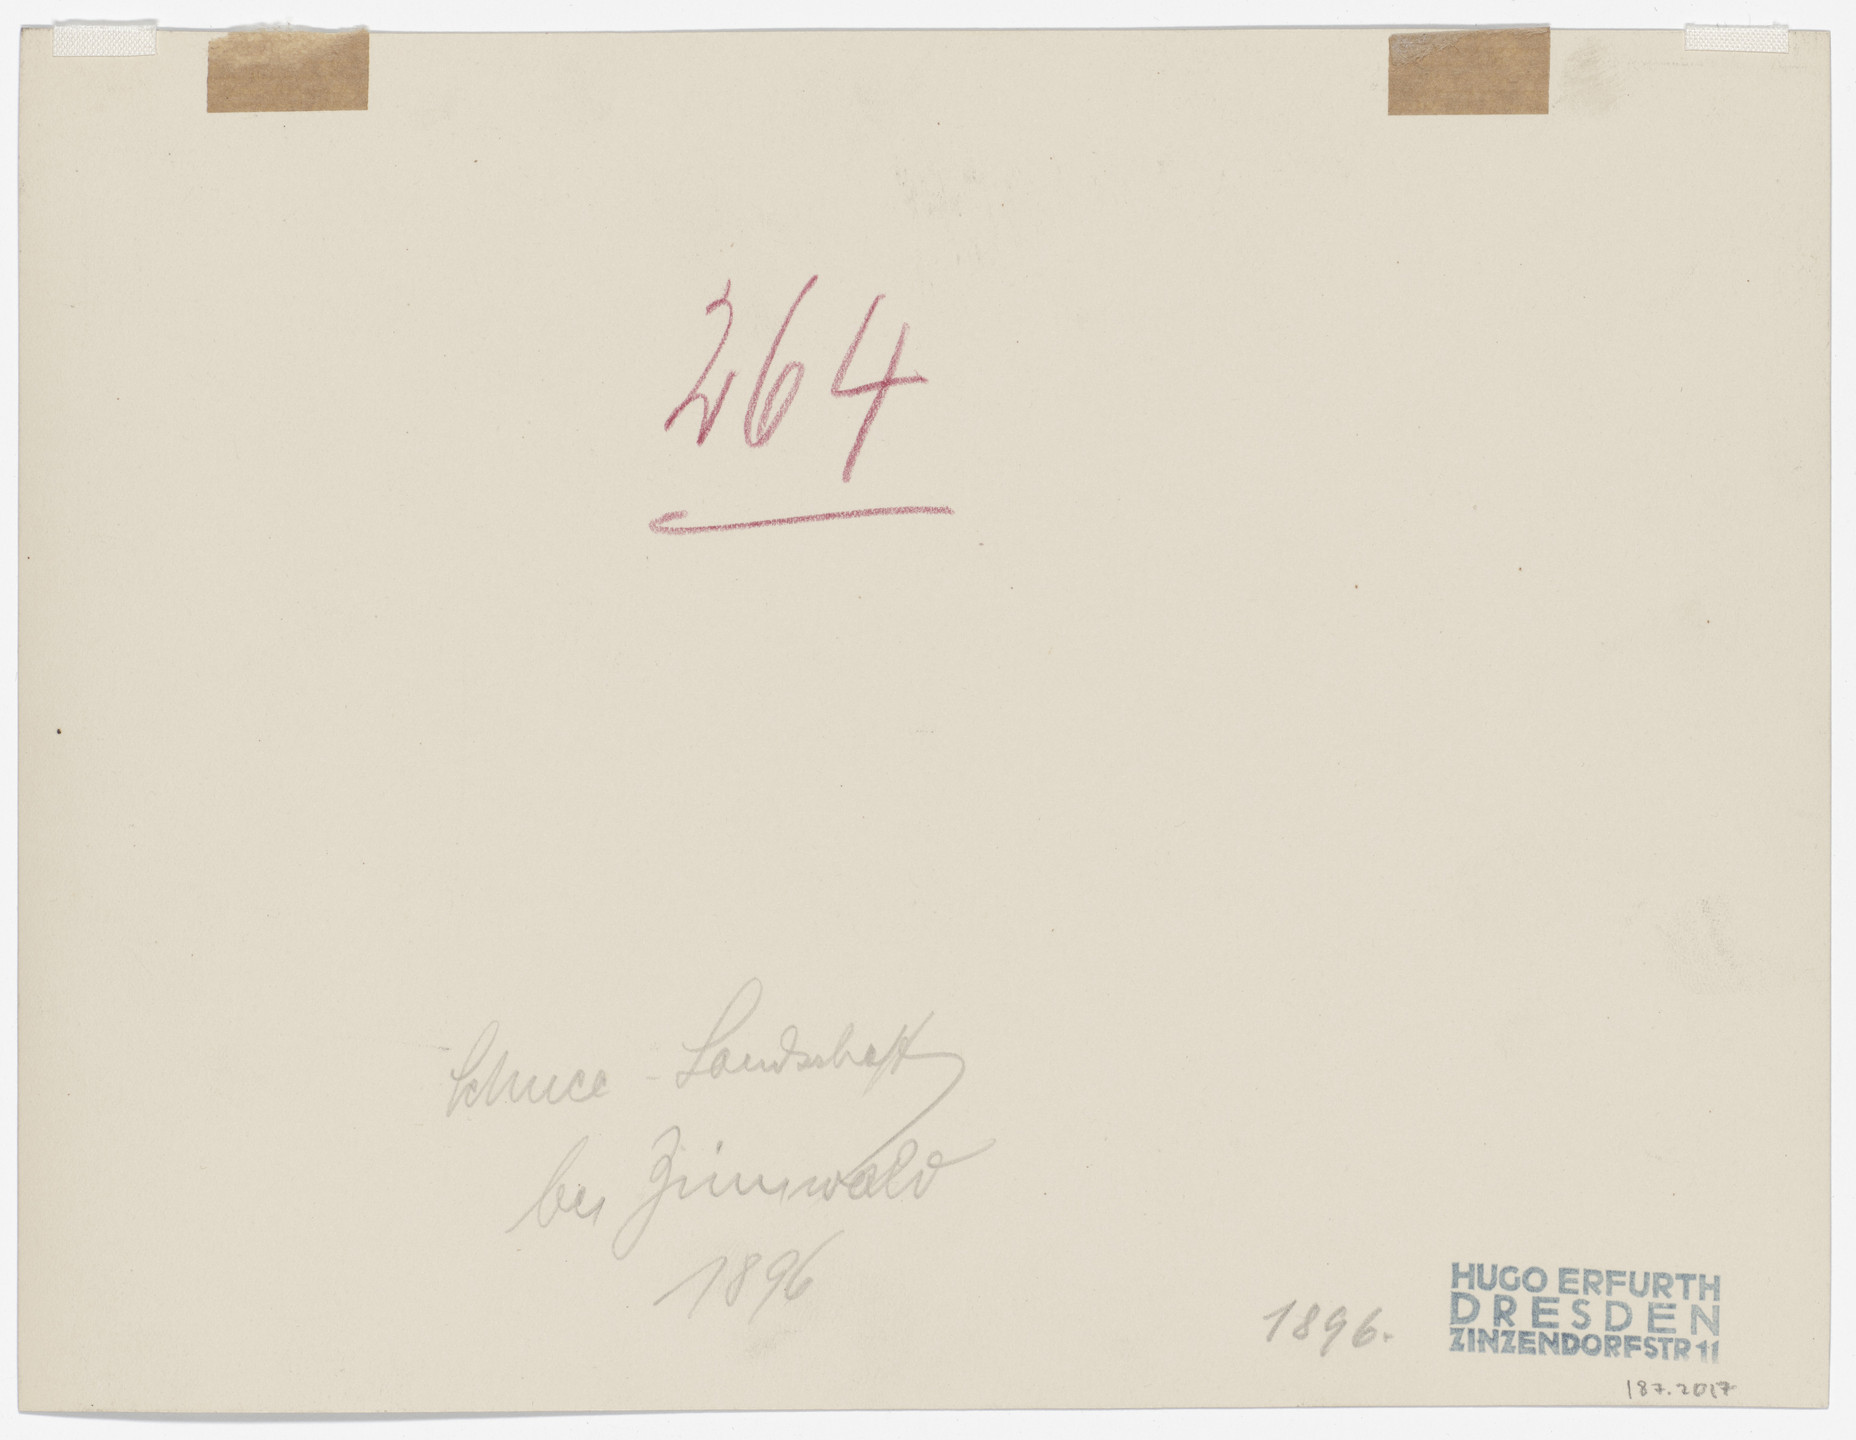 264
Schnee - Landschaft
bei Zinnwald
1896
1896.
HUGO ERFURTH
DRESDEN
ZINZENDORFSTR 11
187.2017